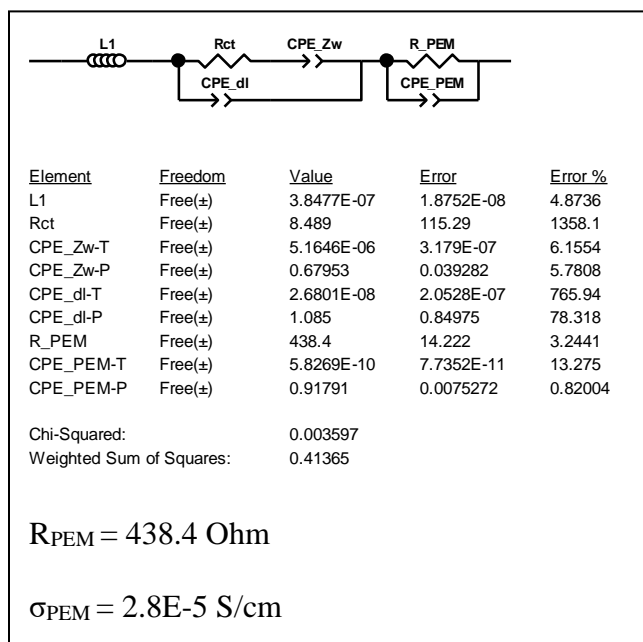 L1 Rct CPE_Zw R_PEM
CPE_dl CPE_PEM
Element Freedom Value Error Error %
L1 Free(±) 3.8477E-07 1.8752E-08 4.8736
Rct Free(±) 8.489 115.29 1358.1
CPE_Zw-T Free(±) 5.1646E-06 3.179E-07 6.1554
CPE_Zw-P Free(±) 0.67953 0.039282 5.7808
CPE_dl-T Free(±) 2.6801E-08 2.0528E-07 765.94
CPE_dl-P Free(±) 1.085 0.84975 78.318
R_PEM Free(±) 438.4 14.222 3.2441
CPE_PEM-T Free(±) 5.8269E-10 7.7352E-11 13.275
CPE_PEM-P Free(±) 0.91791 0.0075272 0.82004
Chi-Squared: 0.003597
Weighted Sum of Squares: 0.41365
RPEM = 438.4 Ohm
σPEM = 2.8E-5 S/cm